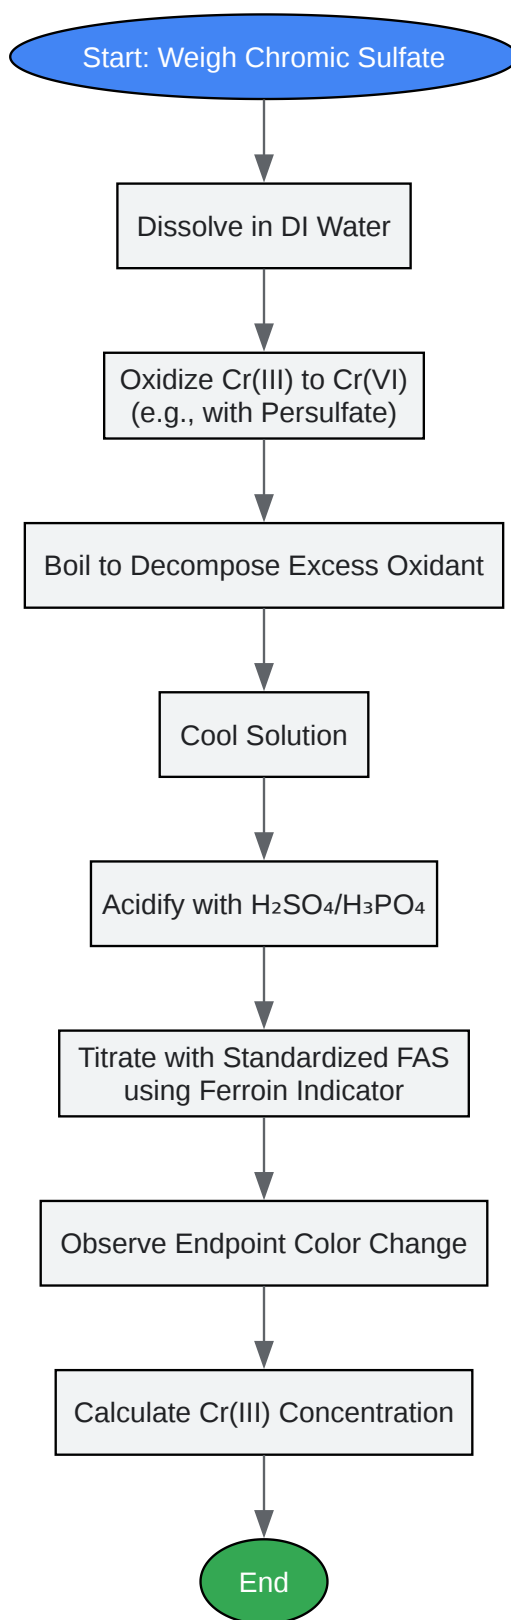 Start: Weigh Chromic Sulfate
Dissolve in DI Water
Oxidize Cr(III) to Cr(VI)
(e.g., with Persulfate)
Boil to Decompose Excess Oxidant
Cool Solution
Acidify with H₂SO₄/H₃PO₄
Titrate with Standardized FAS
using Ferroin Indicator
Observe Endpoint Color Change
Calculate Cr(III) Concentration
End